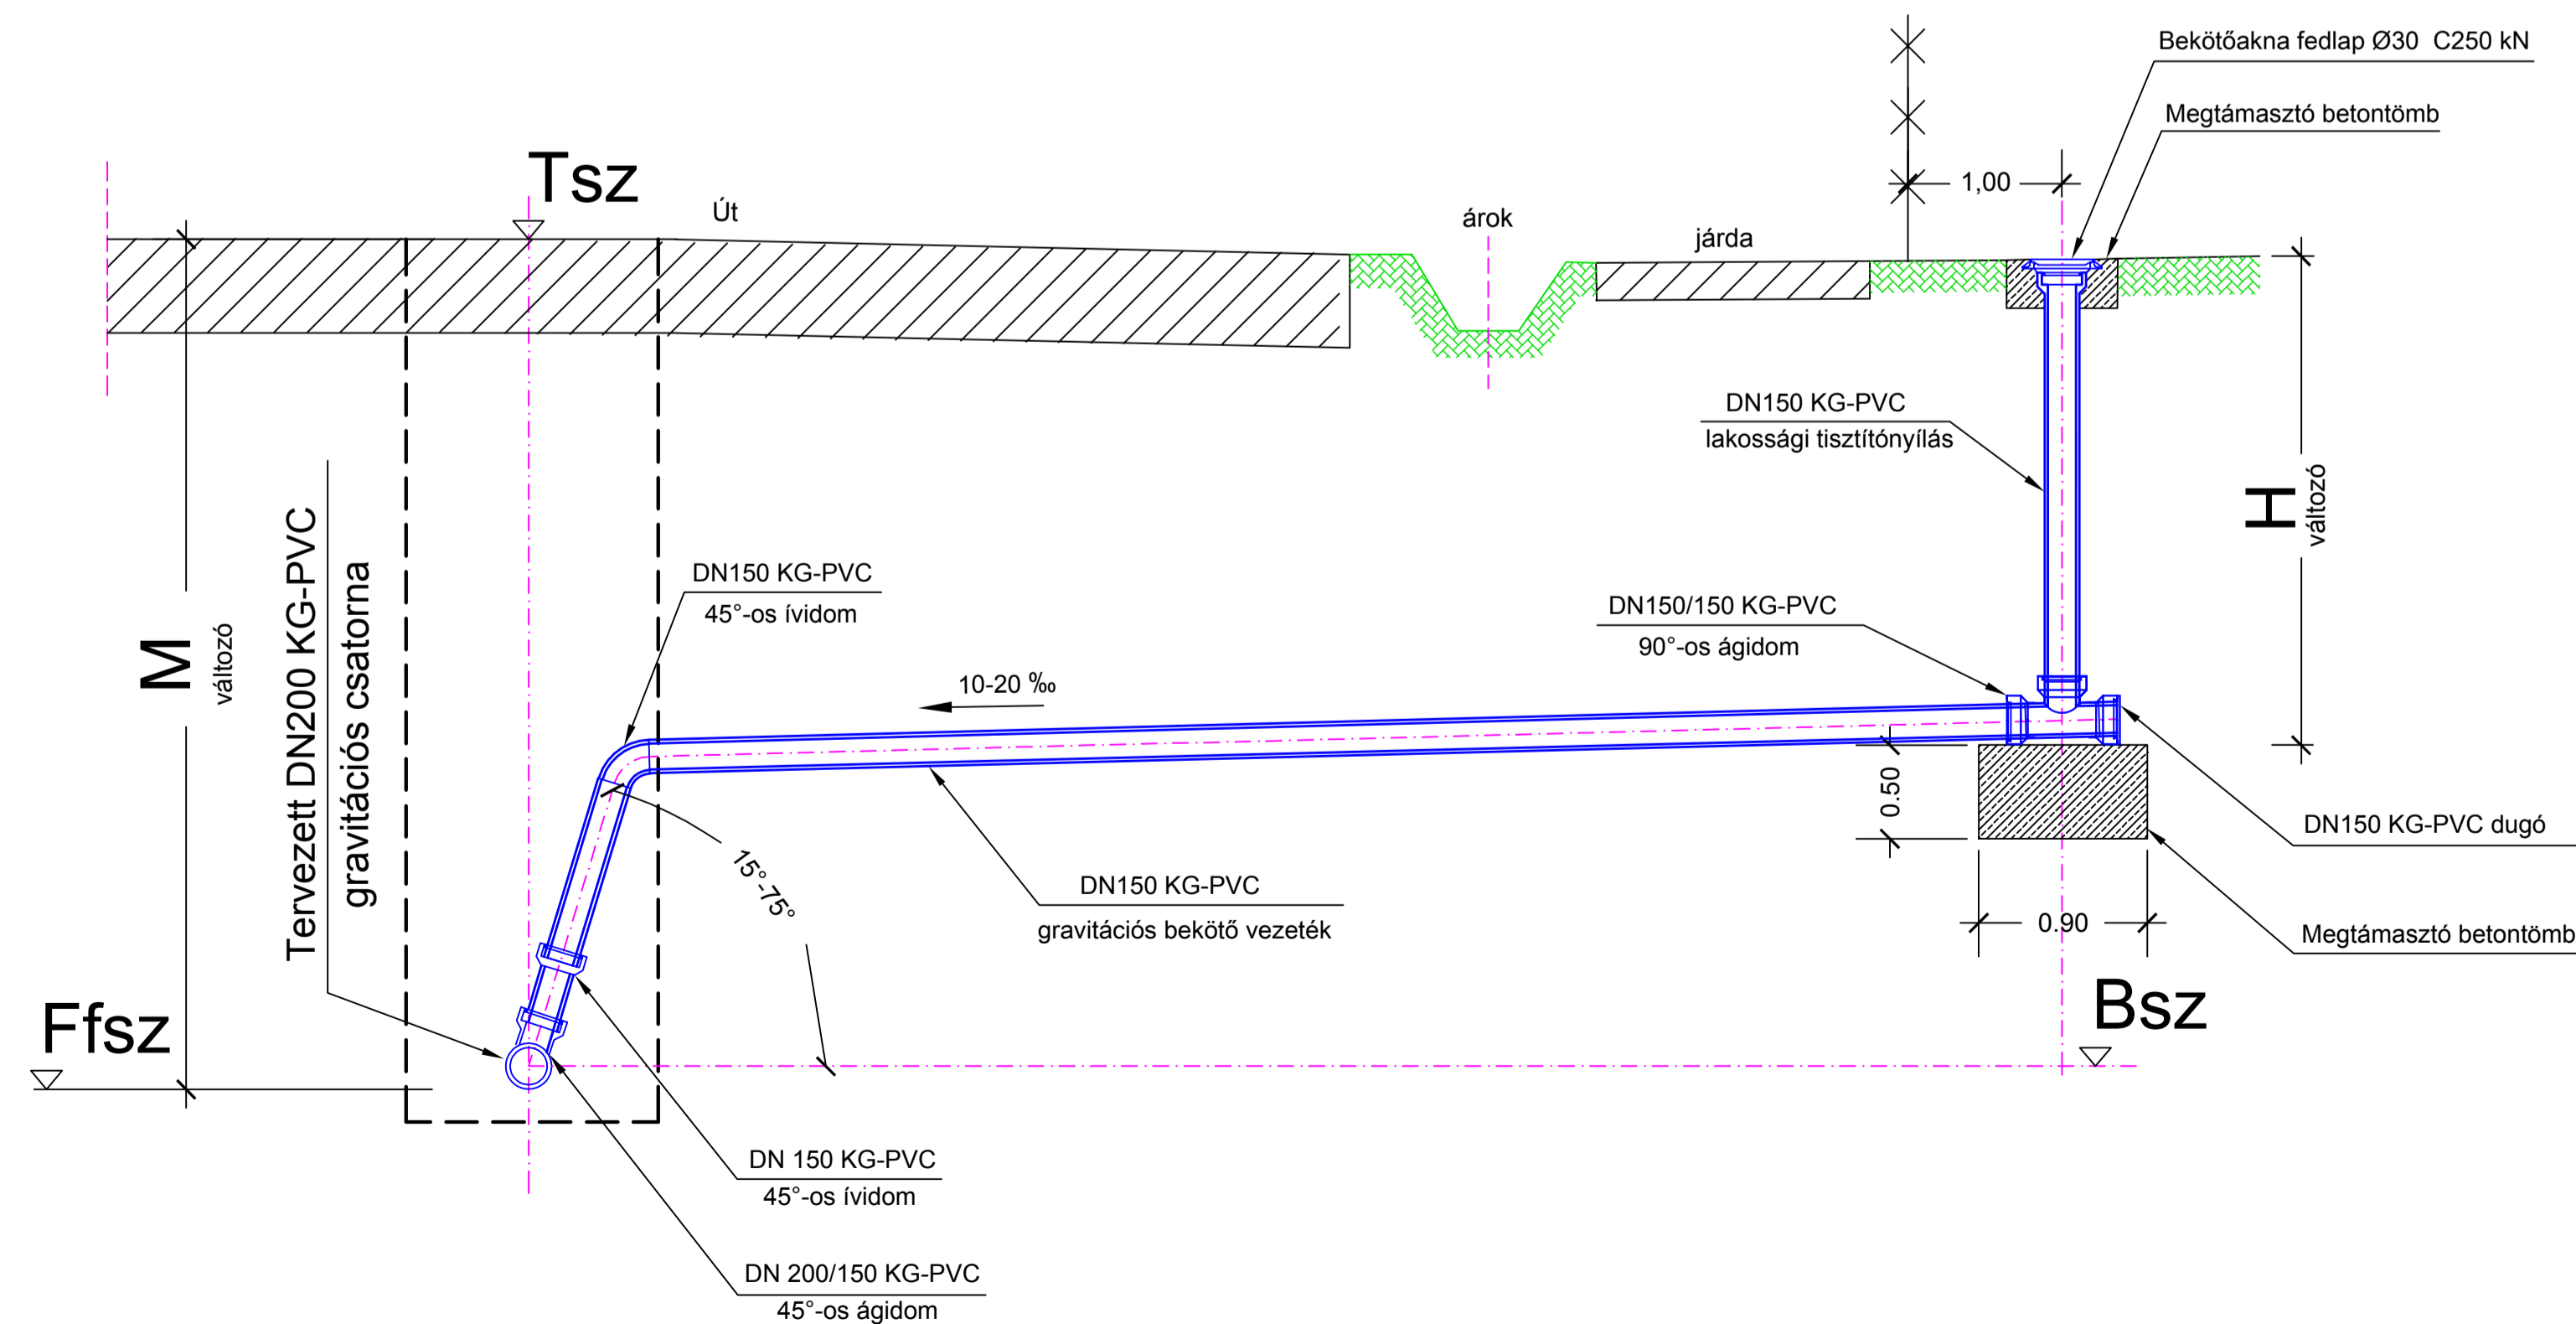 Bekötőakna fedlap Ø30  C250 kN
Megtámasztó betontömb
Tsz
Út
árok
járda
1,00
DN150 KG-PVC
lakossági tisztítónyílás
H
változó
M
változó
Tervezett DN200 KG-PVC
gravitációs csatorna
DN150 KG-PVC
45°-os ívidom
10-20 ‰
DN150/150 KG-PVC
90°-os ágidom
0.50
DN150 KG-PVC dugó
15°-75°
DN150 KG-PVC
gravitációs bekötő vezeték
0.90
Megtámasztó betontömb
Ffsz
Bsz
DN 150 KG-PVC
45°-os ívidom
DN 200/150 KG-PVC
45°-os ágidom